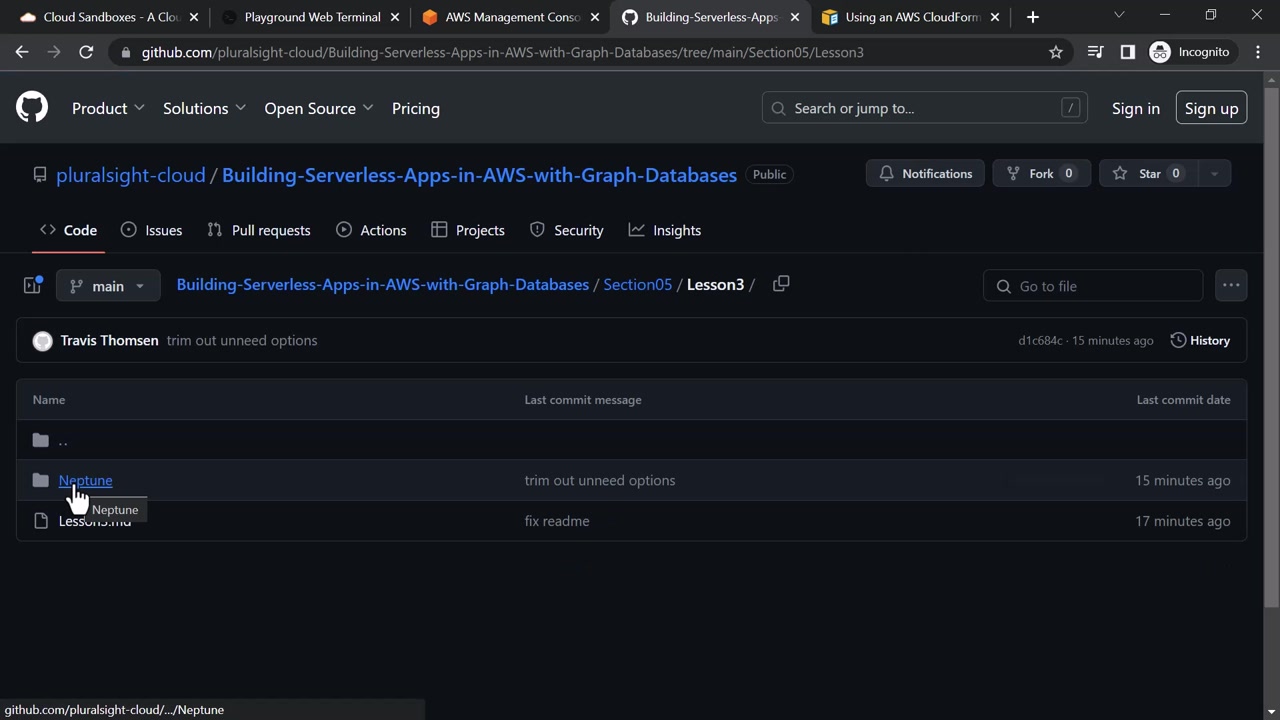 Cloud Sandboxes - A Clou
Playground Web Terminal
AWS Management Conso
Building-Serverless-Apps-
Using an AWS CloudForm
github.com/pluralsight-cloud/Building-Serverless-Apps-in-AWS-with-Graph-Databases/tree/main/Section05/Lesson3
Incognito
Product
Solutions
Open Source
Pricing
Search or jump to...
/
Sign in
Sign up
pluralsight-cloud / Building-Serverless-Apps-in-AWS-with-Graph-Databases
Public
Notifications
Fork 0
Star 0
Code
Issues
Pull requests
Actions
Projects
Security
Insights
main
Building-Serverless-Apps-in-AWS-with-Graph-Databases / Section05 / Lesson3 /
Go to file
Travis Thomsen trim out unneed options
d1c684c · 15 minutes ago
History
Name
Last commit message
Last commit date
..
Neptune
trim out unneed options
15 minutes ago
Neptune
Lesson3.md
fix readme
17 minutes ago
github.com/pluralsight-cloud/.../Neptune